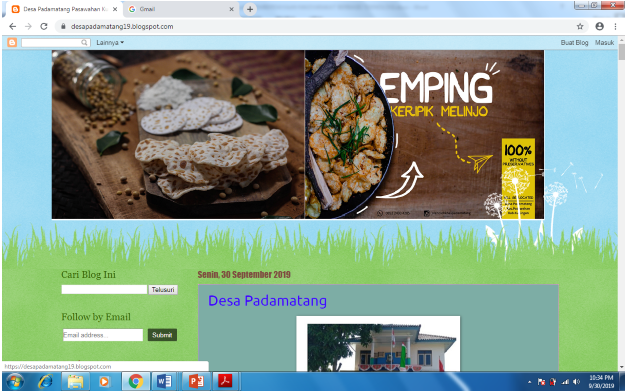 Desa Padamatang Pasawahan K
Gmail
desapadamatang19.blogspot.com
Lainnya
Buat Blog Masuk
EMPING
KERIPIK MELINJO
100%
WITHOUT
PRESERVATIVES
Cari Blog Ini
Telusuri
Senin, 30 September 2019
Desa Padamatang
Follow by Email
Email address...
Submit
https://desapadamatang19.blogspot.com
10:34 PM
9/30/2019